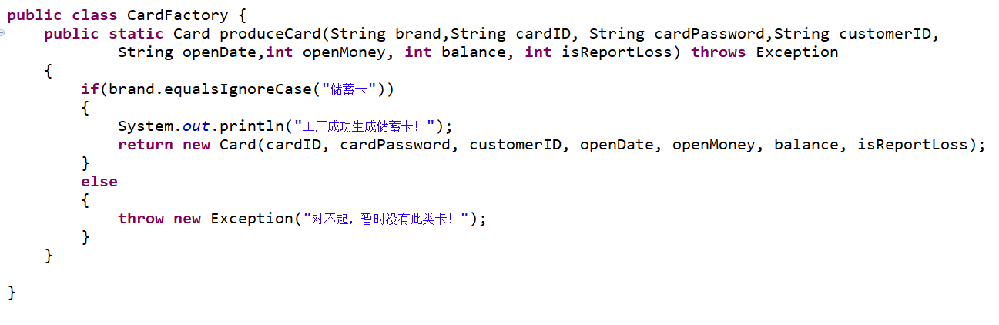 public class CardFactory {
    public static Card produceCard(String brand,String cardID, String cardPassword,String customerID,
            String openDate,int openMoney, int balance, int isReportLoss) throws Exception
    {
        if(brand.equalsIgnoreCase("储蓄卡"))
        {
            System.out.println("工厂成功生成储蓄卡！");
            return new Card(cardID, cardPassword, customerID, openDate, openMoney, balance, isReportLoss);
        }
        else
        {
            throw new Exception("对不起，暂时没有此类卡！");
        }
    }
}